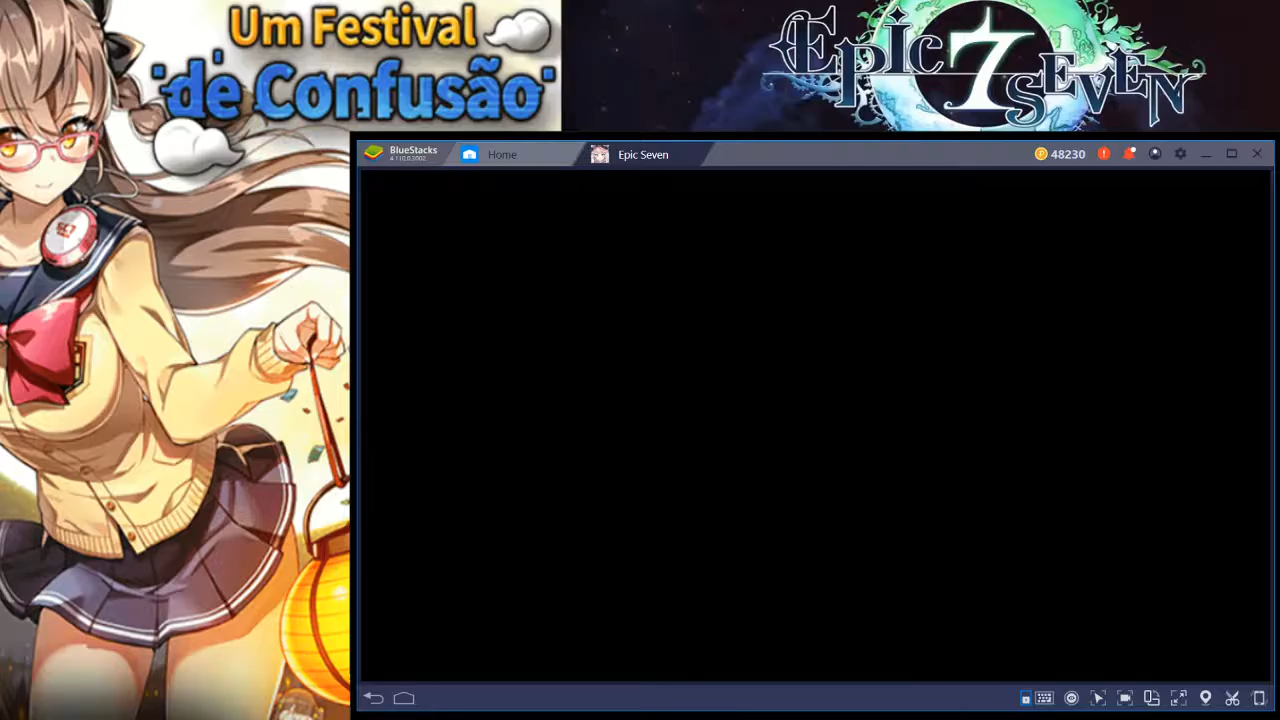 Um Festival
de Confusão
EPIC 7 SEVEN
BlueStacks
Home
Epic Seven
48230